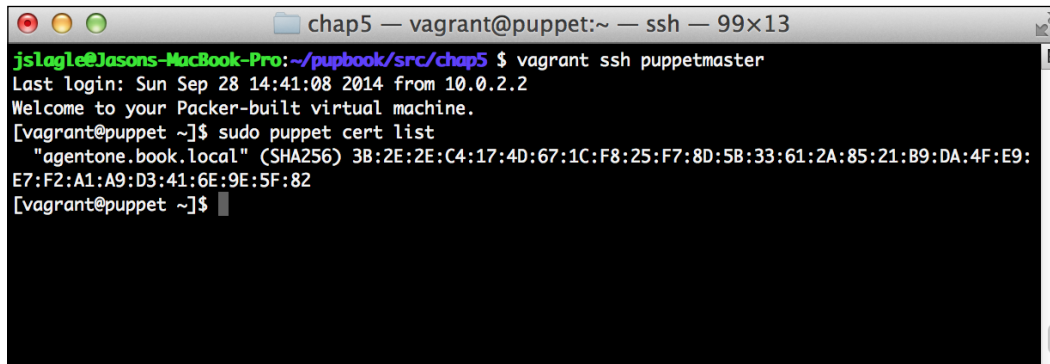 chap5 — vagrant@puppet:~ — ssh — 99×13
jslagle@Jasons-MacBook-Pro:~/pupbook/src/chap5 $ vagrant ssh puppetmaster
Last login: Sun Sep 28 14:41:08 2014 from 10.0.2.2
Welcome to your Packer-built virtual machine.
[vagrant@puppet ~]$ sudo puppet cert list
  "agentone.book.local" (SHA256) 3B:2E:2E:C4:17:4D:67:1C:F8:25:F7:8D:5B:33:61:2A:85:21:B9:DA:4F:E9:
E7:F2:A1:A9:D3:41:6E:9E:5F:82
[vagrant@puppet ~]$